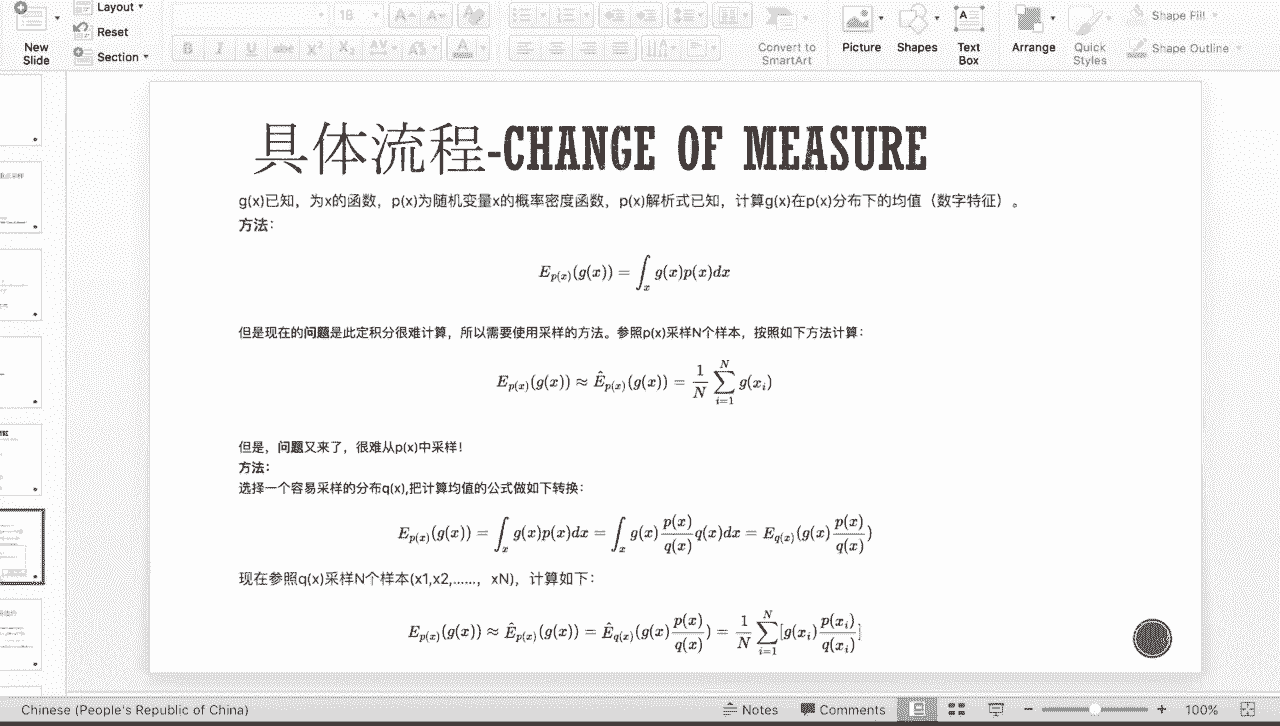 Layout
Reset
Section
New
Slide
18
Convert to
SmartArt
Picture
Shapes
Text
Box
Arrange
Quick
Styles
Shape Fill
Shape Outline
具体流程-CHANGE OF MEASURE
g(x)已知，为x的函数，p(x)为随机变量x的概率密度函数，p(x)解析式已知，计算g(x)在p(x)分布下的均值（数字特征）。
方法：
E_{p(x)}(g(x)) = ∫_x g(x)p(x)dx
但是现在的问题是此定积分很难计算，所以需要使用采样的方法。参照p(x)采样N个样本，按照如下方法计算：
E_{p(x)}(g(x)) ≈ Ê_{p(x)}(g(x)) = \frac{1}{N} ∑_{i=1}^{N} g(x_i)
但是，问题又来了，很难从p(x)中采样！
方法：
选择一个容易采样的分布q(x),把计算均值的公式做如下转换：
E_{p(x)}(g(x)) = ∫_x g(x)p(x)dx = ∫_x g(x)\frac{p(x)}{q(x)}q(x)dx = E_{q(x)}(g(x)\frac{p(x)}{q(x)})
现在参照q(x)采样N个样本(x1,x2,……，xN)，计算如下：
E_{p(x)}(g(x)) ≈ Ê_{p(x)}(g(x)) = Ê_{q(x)}(g(x)\frac{p(x)}{q(x)}) = \frac{1}{N} ∑_{i=1}^{N} [g(x_i)\frac{p(x_i)}{q(x_i)}]
Chinese (People's Republic of China)
Notes
Comments
100%